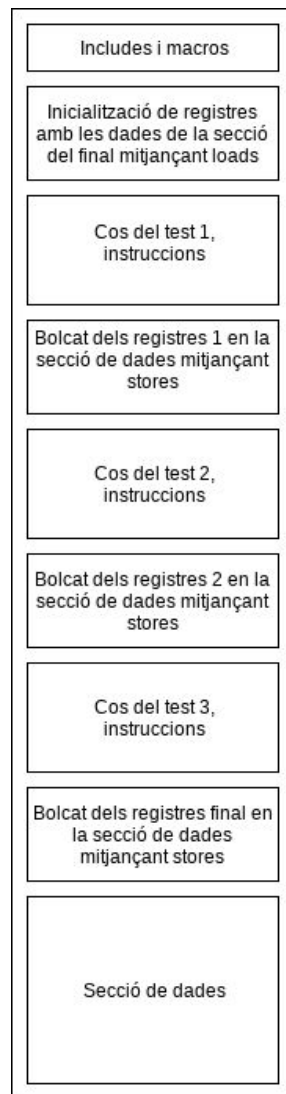 Includes i macros
Inicialització de registres
amb les dades de la secció
del final mitjançant loads
Cos del test 1,
instruccions
Bolcat dels registres 1 en la
secció de dades mitjançant
stores
Cos del test 2,
instruccions
Bolcat dels registres 2 en la
secció de dades mitjançant
stores
Cos del test 3,
instruccions
Bolcat dels registres final en
la secció de dades
mitjançant stores
Secció de dades